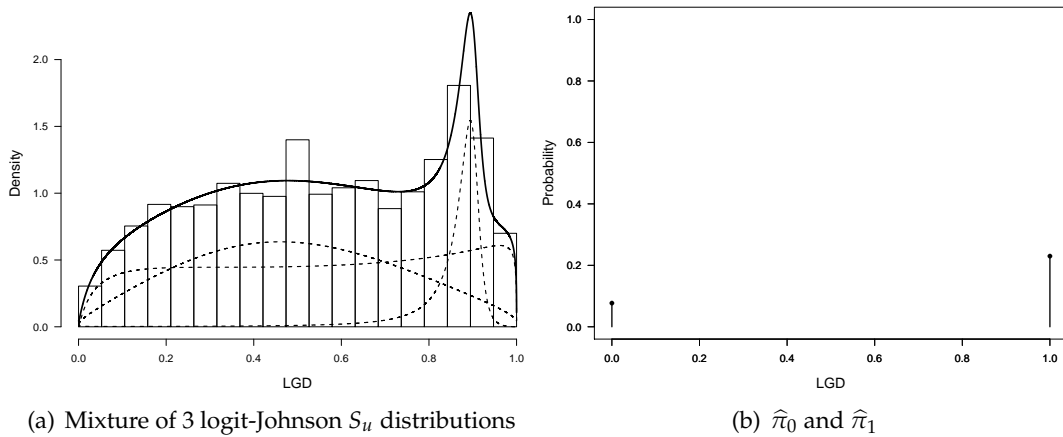 2.0
1.5
1.0
0.5
0.0
Density
0.0 0.2 0.4 0.6 0.8 1.0
LGD
(a) Mixture of 3 logit-Johnson Sᵤ distributions
1.0
0.8
0.6
0.4
0.2
0.0
Probability
0.0 0.2 0.4 0.6 0.8 1.0
LGD
(b) π̂₀ and π̂₁